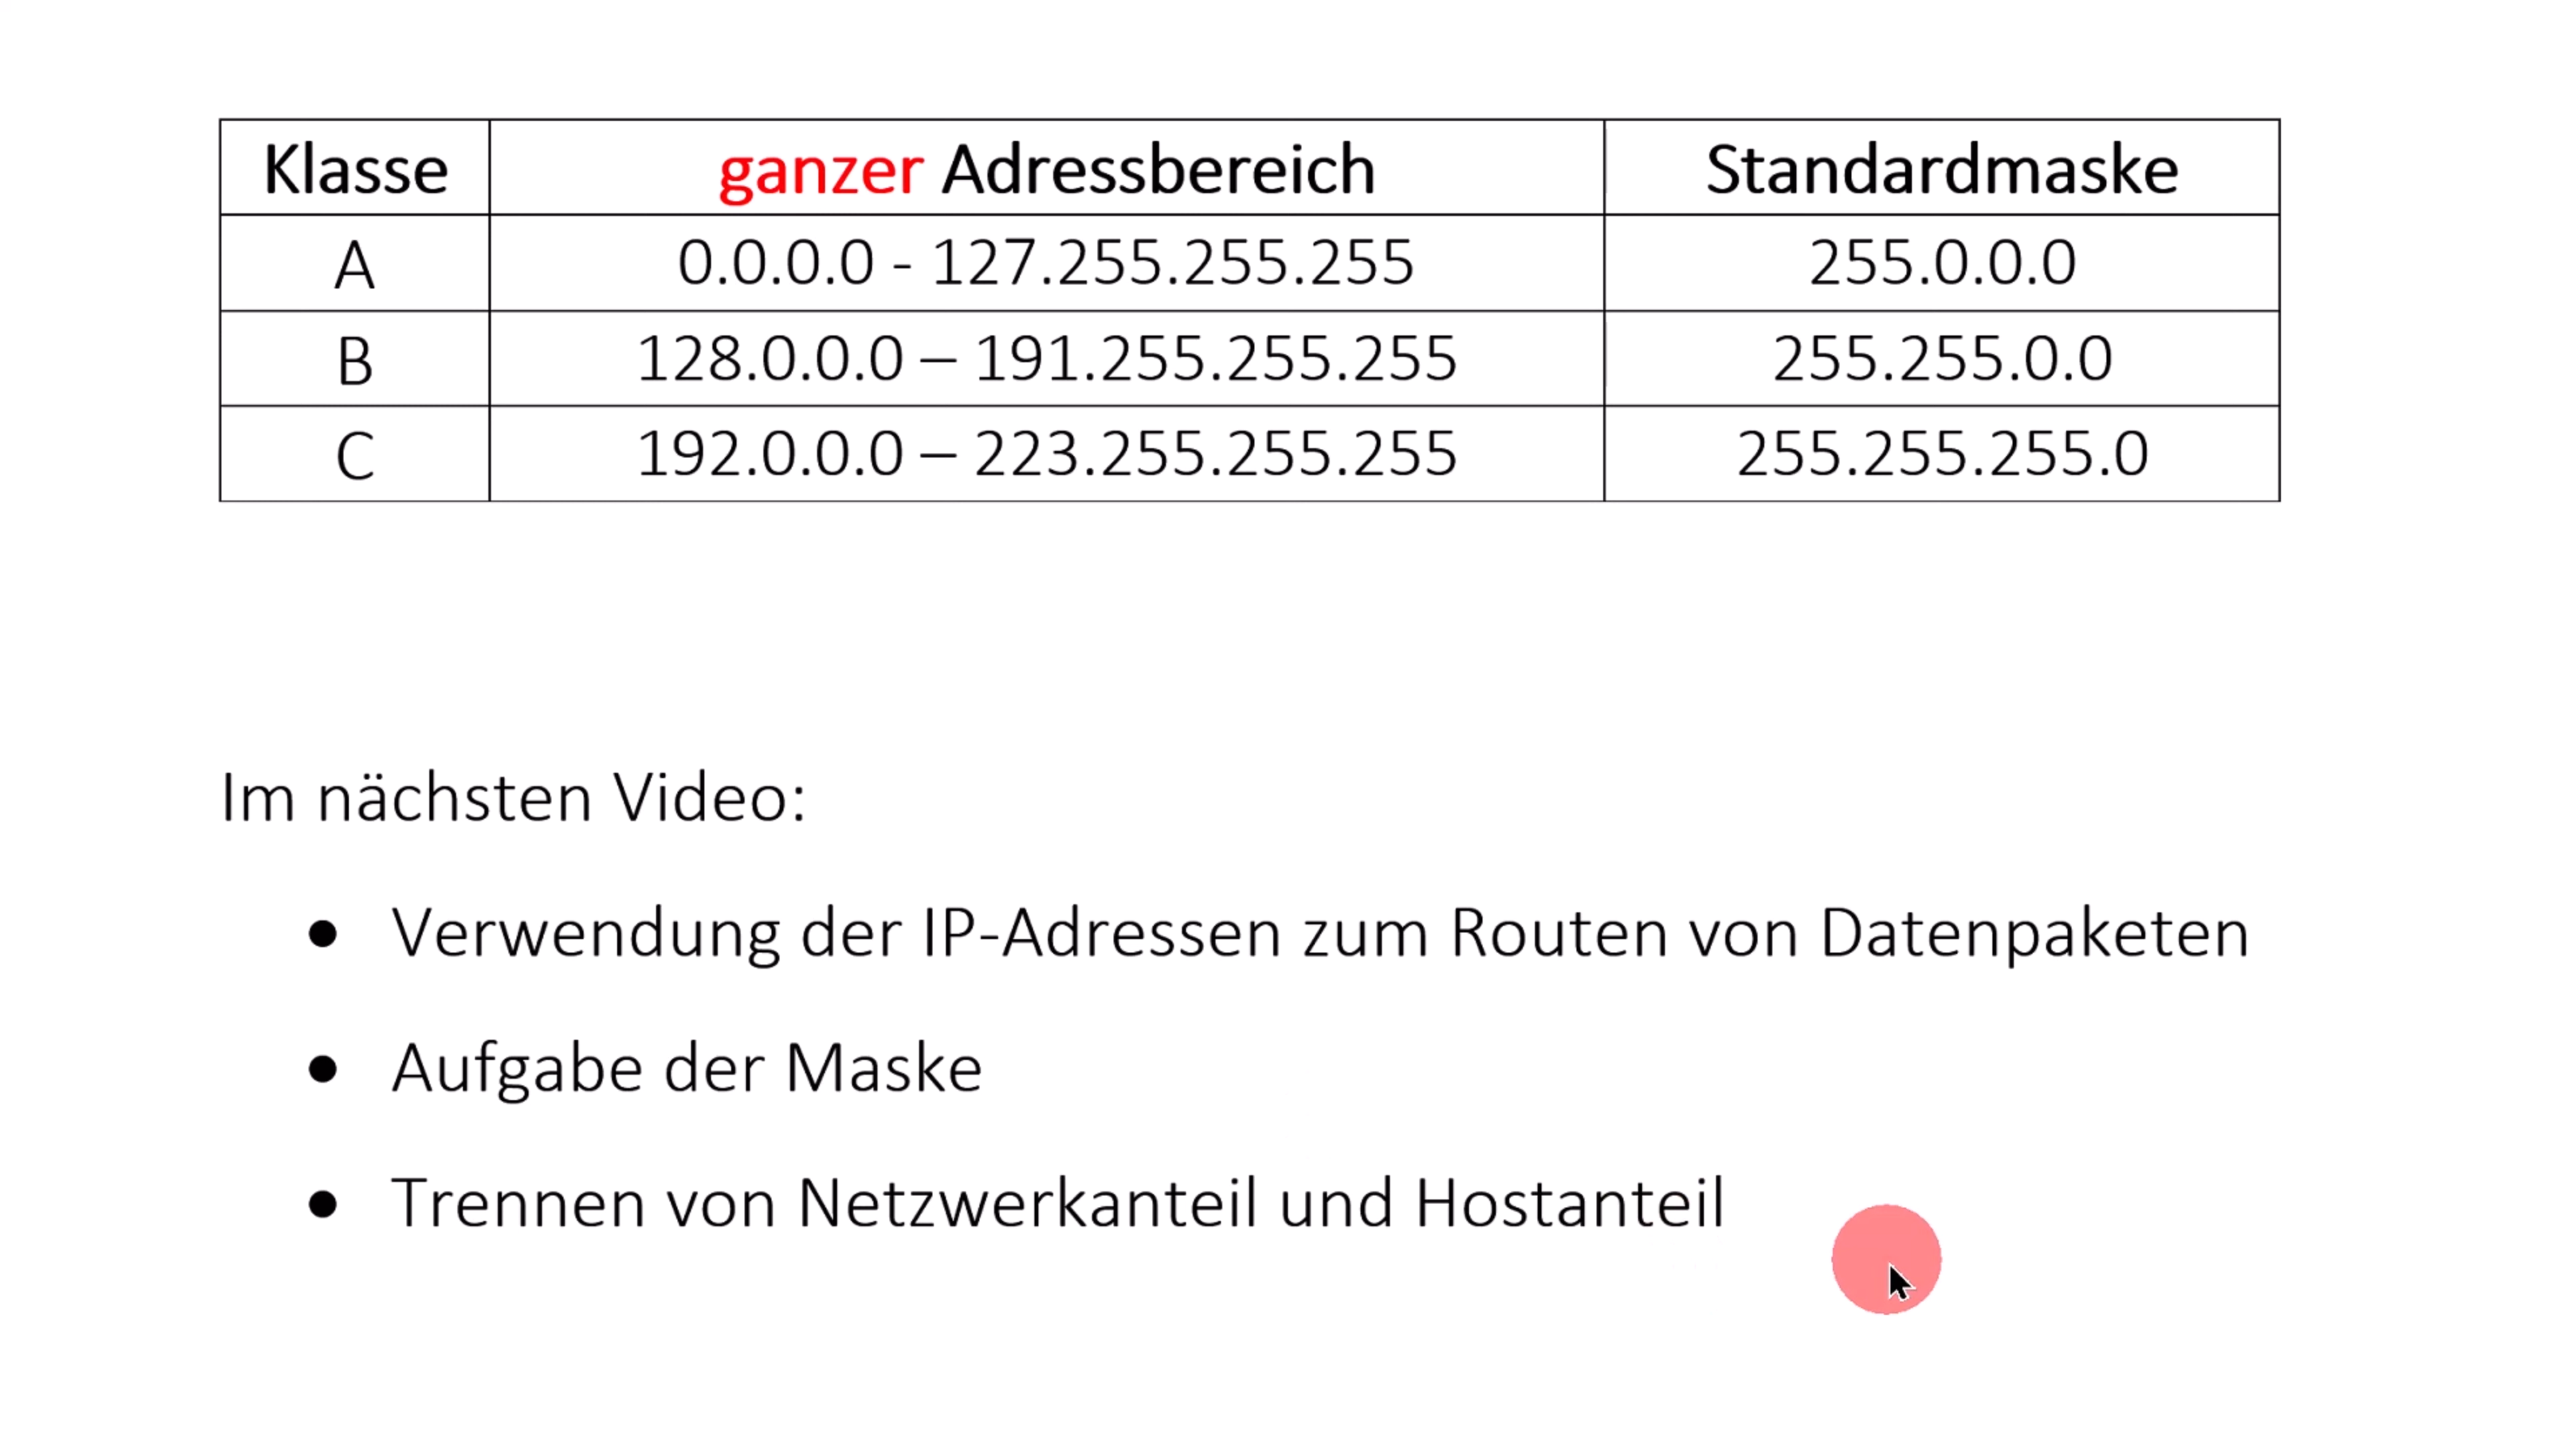 Klasse ganzer Adressbereich Standardmaske
A 0.0.0.0 - 127.255.255.255 255.0.0.0
B 128.0.0.0 – 191.255.255.255 255.255.0.0
C 192.0.0.0 – 223.255.255.255 255.255.255.0
Im nächsten Video:
● Verwendung der IP-Adressen zum Routen von Datenpaketen
● Aufgabe der Maske
● Trennen von Netzwerkanteil und Hostanteil